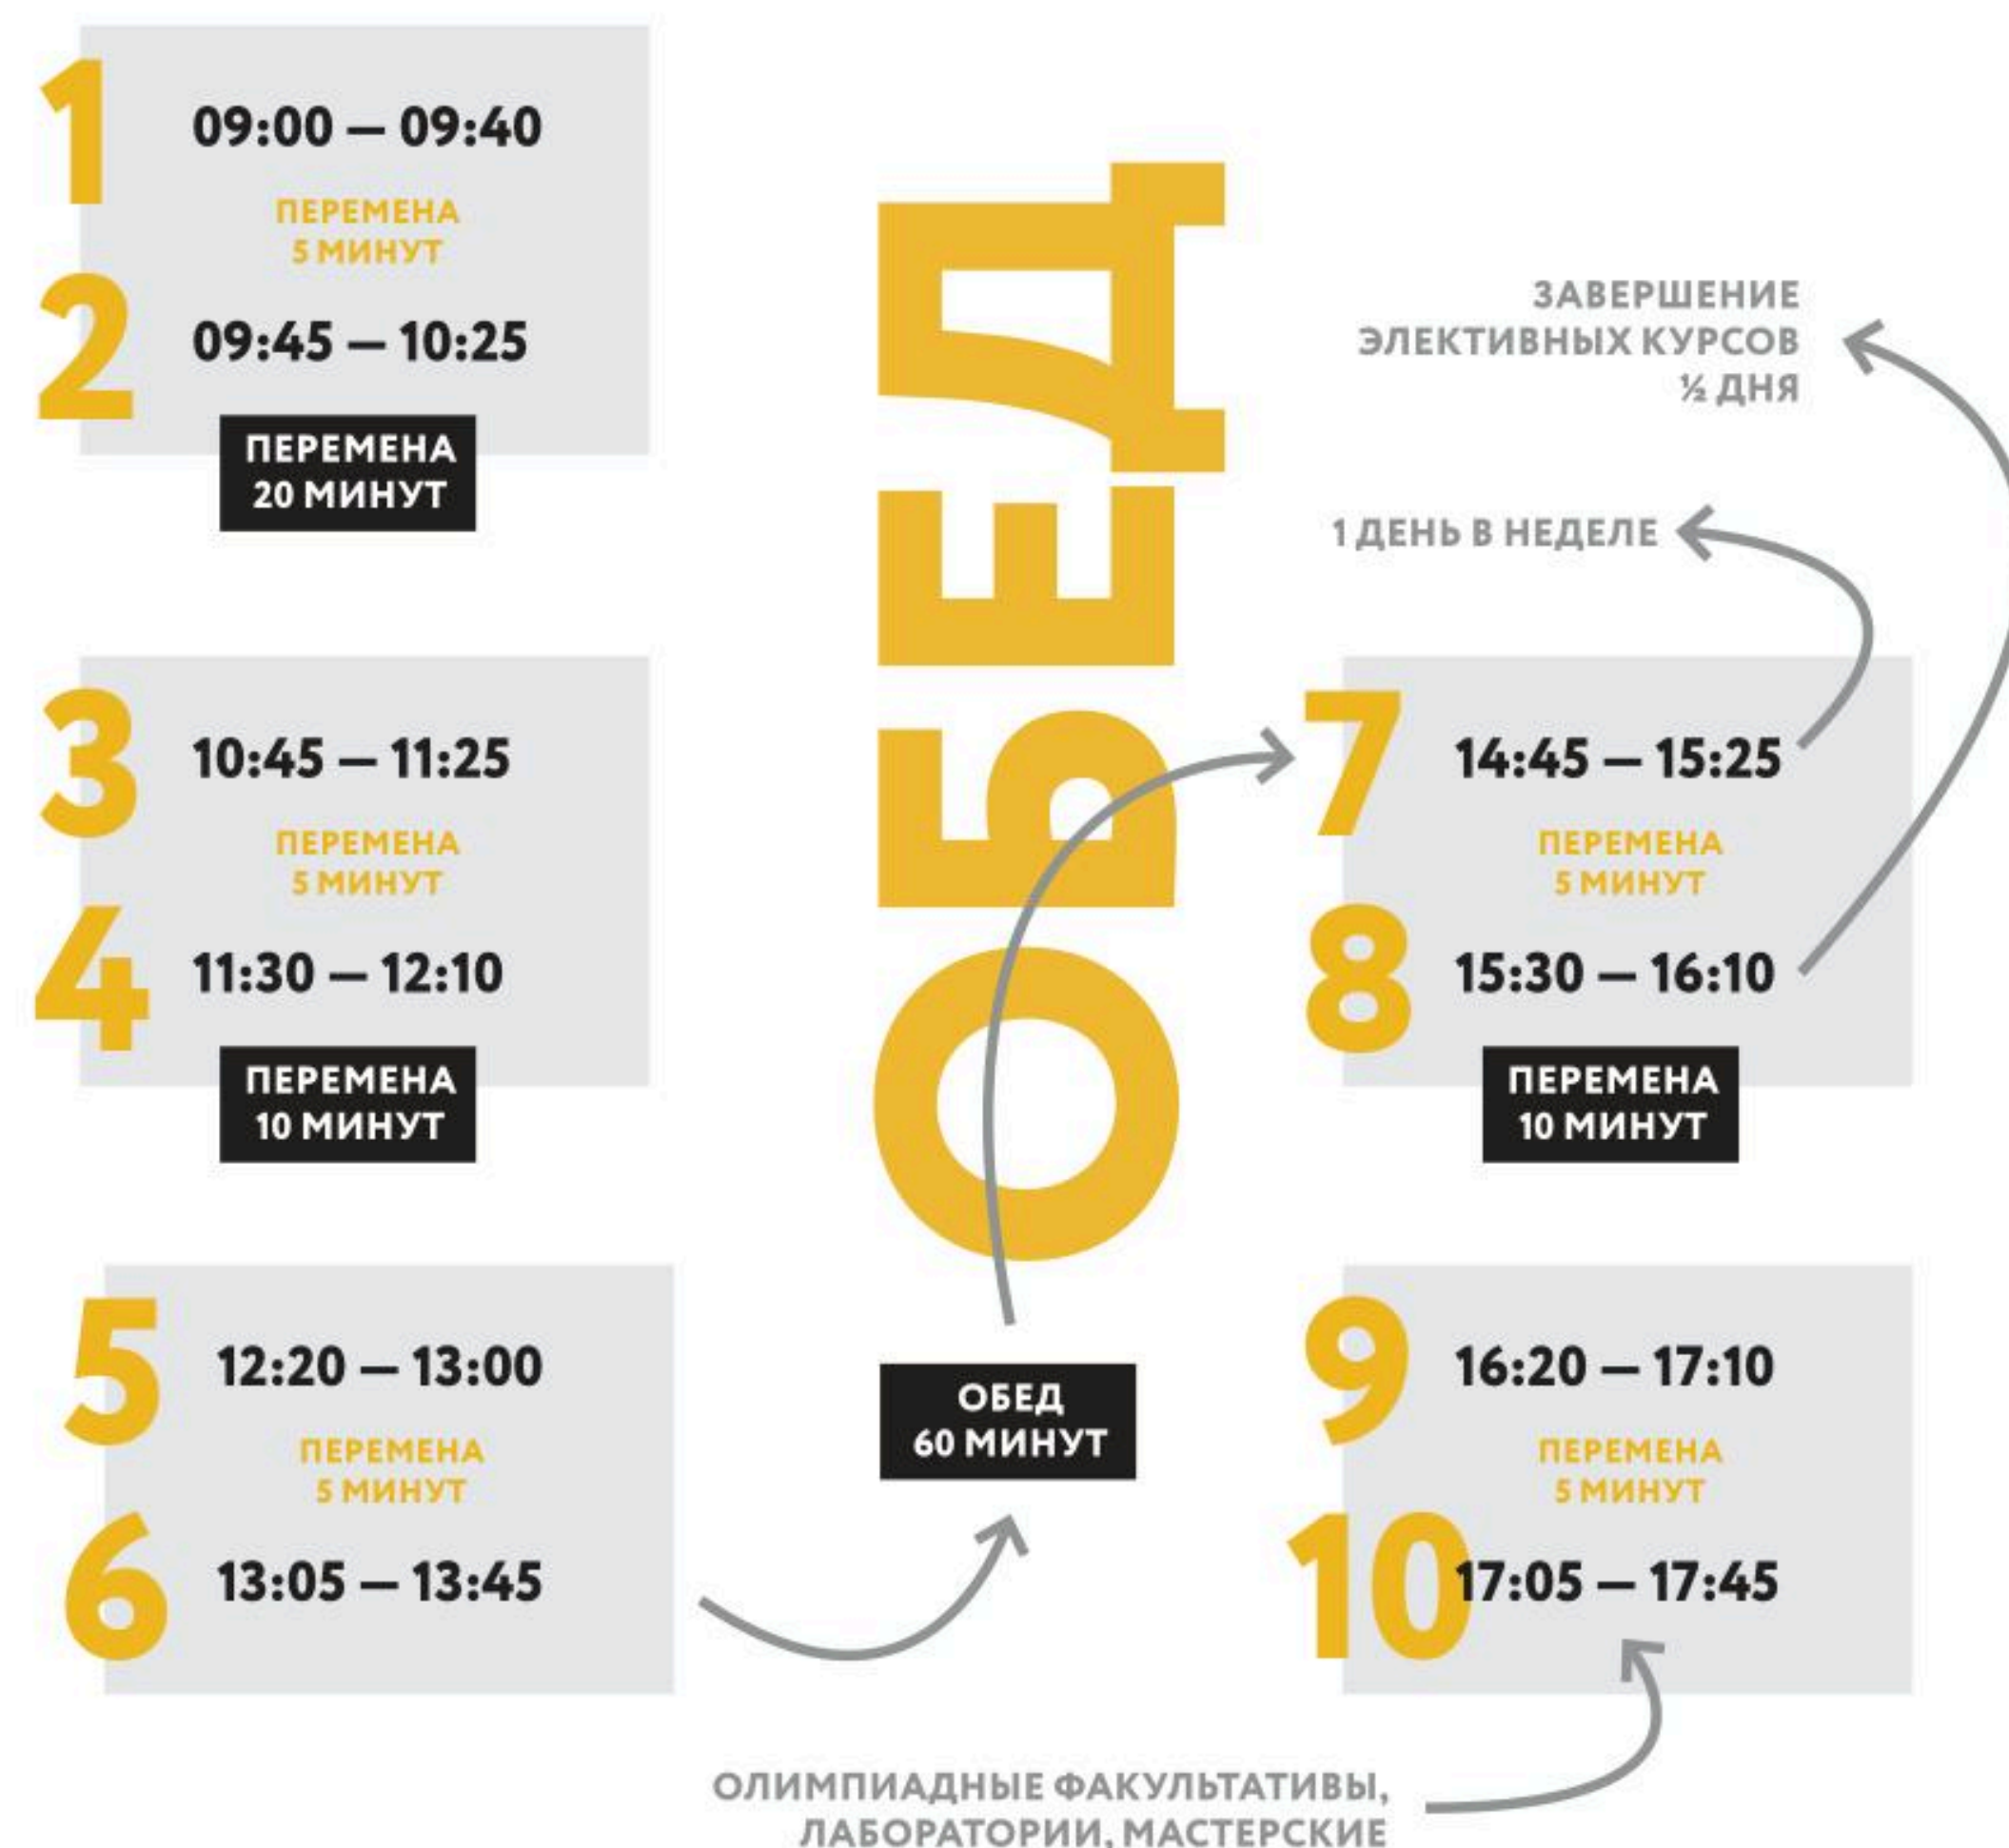 1
09:00 — 09:40
ПЕРЕМЕНА
5 МИНУТ
2
09:45 — 10:25
ПЕРЕМЕНА
20 МИНУТ
3
10:45 — 11:25
ПЕРЕМЕНА
5 МИНУТ
4
11:30 — 12:10
ПЕРЕМЕНА
10 МИНУТ
5
12:20 — 13:00
ПЕРЕМЕНА
5 МИНУТ
6
13:05 — 13:45
ОБЕД
ОБЕД
60 МИНУТ
ЗАВЕРШЕНИЕ
ЭЛЕКТИВНЫХ КУРСОВ
½ ДНЯ
1 ДЕНЬ В НЕДЕЛЕ
7
14:45 — 15:25
ПЕРЕМЕНА
5 МИНУТ
8
15:30 — 16:10
ПЕРЕМЕНА
10 МИНУТ
9
16:20 — 17:10
ПЕРЕМЕНА
5 МИНУТ
10
17:05 — 17:45
ОЛИМПИАДНЫЕ ФАКУЛЬТАТИВЫ,
ЛАБОРАТОРИИ, МАСТЕРСКИЕ